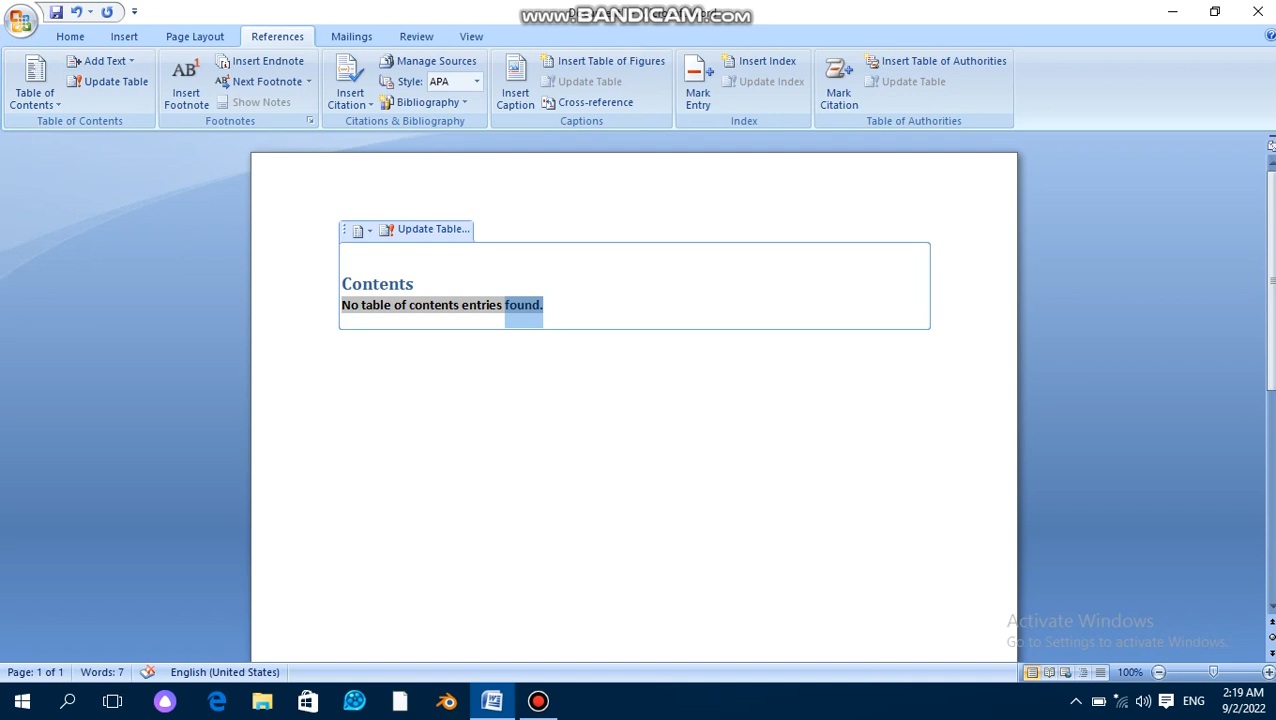 www.BANDICAM.com
Home
Insert
Page Layout
References
Mailings
Review
View
Table of Contents
Add Text
Update Table
Table of Contents
AB1
Insert Footnote
Insert Endnote
AB1 Next Footnote
Show Notes
Footnotes
Insert Citation
Manage Sources
Style: APA
Bibliography
Citations & Bibliography
Insert Caption
Insert Table of Figures
Update Table
Cross-reference
Captions
Mark Entry
Insert Index
Update Index
Index
Mark Citation
Insert Table of Authorities
Update Table
Table of Authorities
Update Table...
Contents
No table of contents entries found.
Activate Windows
Go to Settings to activate Windows.
Page: 1 of 1
Words: 7
English (United States)
100%
ENG
2:19 AM
9/2/2022